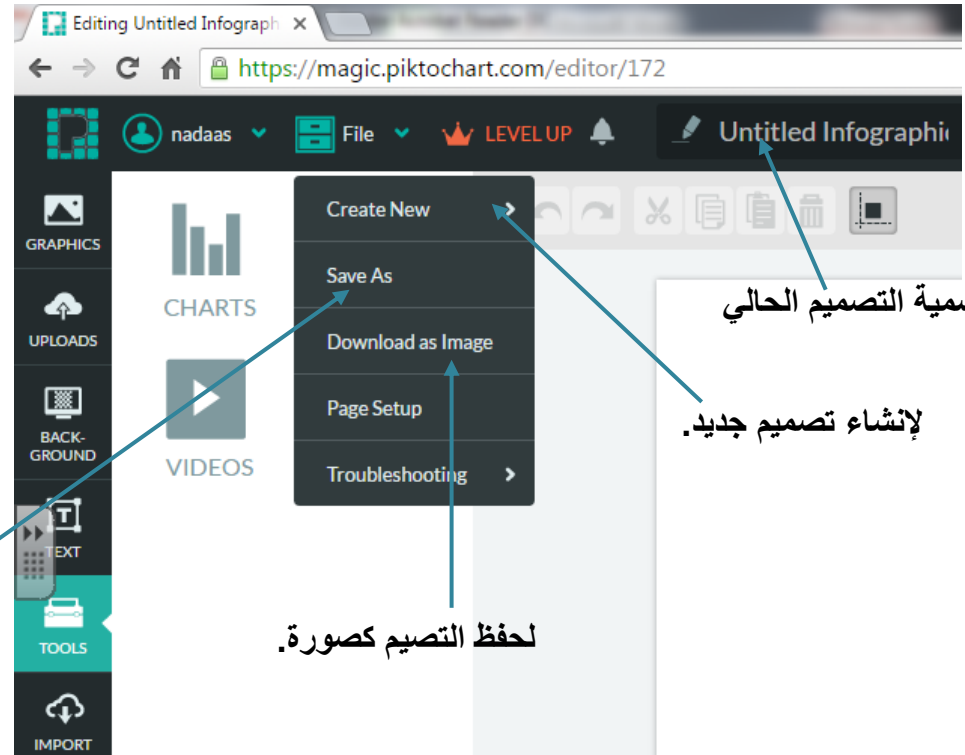 Editing Untitled Infograph
https://magic.piktochart.com/editor/172
nadaas
File
LEVEL UP
Untitled Infographic
GRAPHICS
UPLOADS
BACK-
GROUND
TEXT
TOOLS
IMPORT
CHARTS
VIDEOS
Create New
Save As
Download as Image
Page Setup
Troubleshooting
التصميم الحالي
لإنشاء تصميم جديد.
لحفظ التصيم كصورة.